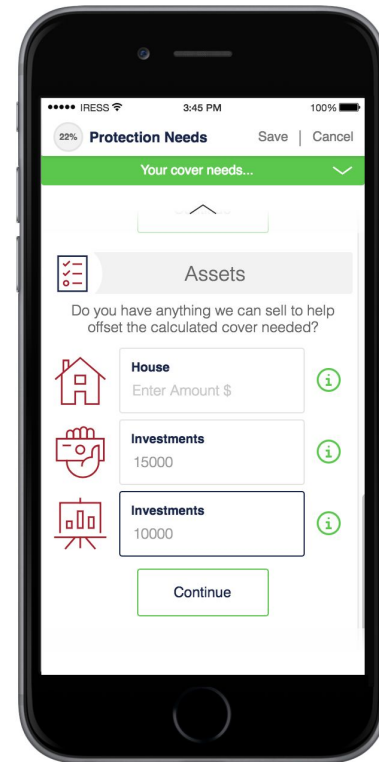 IRESS 3:45 PM 100%
22% Protection Needs Save | Cancel
Your cover needs...
Assets
Do you have anything we can sell to help
offset the calculated cover needed?
House
Enter Amount $
i
Investments
15000
i
Investments
10000
i
Continue